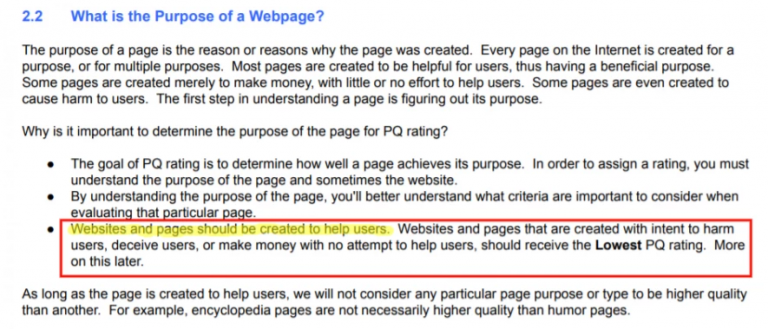 2.2 What is the Purpose of a Webpage?
The purpose of a page is the reason or reasons why the page was created. Every page on the Internet is created for a
purpose, or for multiple purposes. Most pages are created to be helpful for users, thus having a beneficial purpose.
Some pages are created merely to make money, with little or no effort to help users. Some pages are even created to
cause harm to users. The first step in understanding a page is figuring out its purpose.
Why is it important to determine the purpose of the page for PQ rating?
• The goal of PQ rating is to determine how well a page achieves its purpose. In order to assign a rating, you must
understand the purpose of the page and sometimes the website.
• By understanding the purpose of the page, you'll better understand what criteria are important to consider when
evaluating that particular page.
• Websites and pages should be created to help users. Websites and pages that are created with intent to harm
users, deceive users, or make money with no attempt to help users, should receive the Lowest PQ rating. More
on this later.
As long as the page is created to help users, we will not consider any particular page purpose or type to be higher quality
than another. For example, encyclopedia pages are not necessarily higher quality than humor pages.